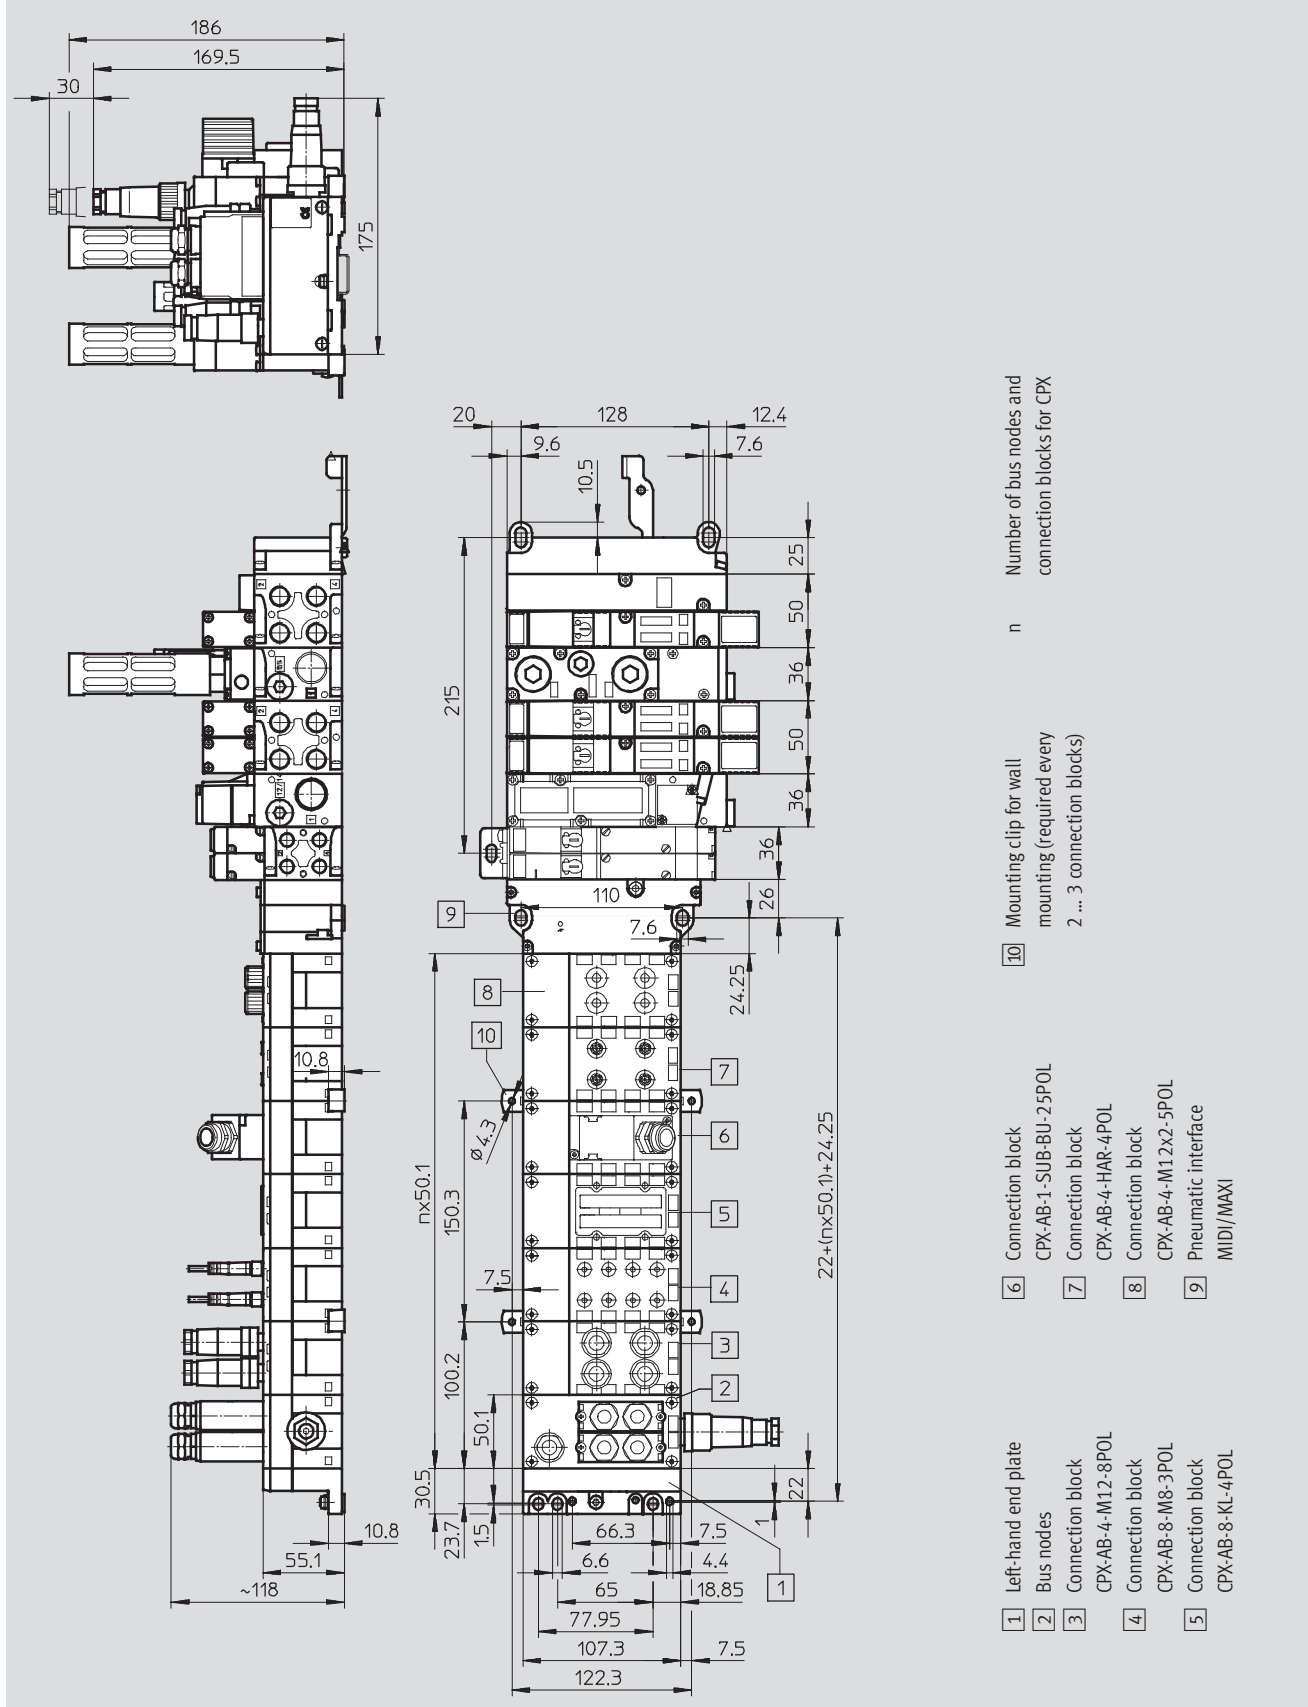 186
169.5
30
175
20
128
12.4
9.6
7.6
10.5
25
50
36
50
36
215
36
26
110
7.6
24.25
22+(nx50.1)+24.25
10.8
Ø4.3
nx50.1
150.3
7.5
100.2
50.1
30.5
23.7
1.5
22
1
10.8
55.1
~118
66.3
7.5
6.6
4.4
65
18.85
77.95
107.3
7.5
122.3
9
8
10
7
6
5
4
3
2
1
1 Left-hand end plate
2 Bus nodes
3 Connection block
CPX-AB-4-M12-8POL
4 Connection block
CPX-AB-8-M8-3POL
5 Connection block
CPX-AB-8-KL-4POL
6 Connection block
CPX-AB-1-SUB-BU-25POL
7 Connection block
CPX-AB-4-HAR-4POL
8 Connection block
CPX-AB-4-M12x2-5POL
9 Pneumatic interface
MIDI/MAXI
10 Mounting clip for wall
mounting (required every
2 ... 3 connection blocks)
n Number of bus nodes and
connection blocks for CPX